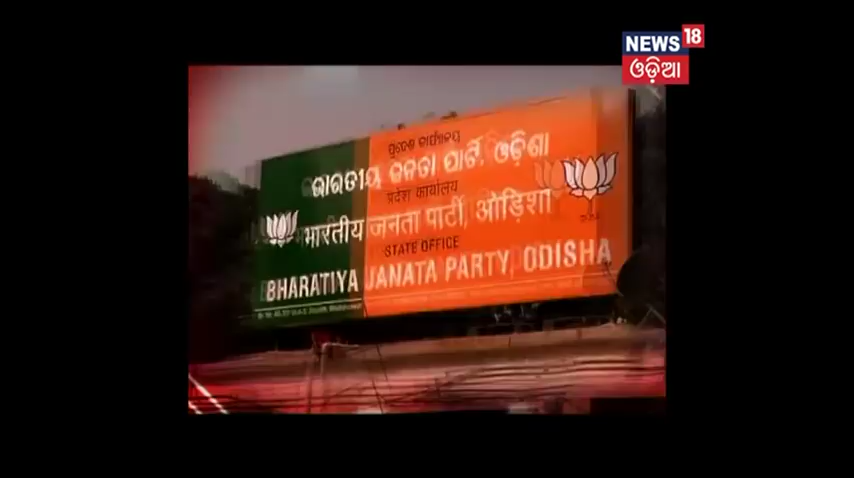 NEWS 18
ଓଡ଼ିଆ
ପ୍ରଦେଶ କାର୍ଯ୍ୟାଳୟ
ଭାରତୀୟ ଜନତା ପାର୍ଟି, ଓଡ଼ିଶା
प्रदेश कार्यालय
भारतीय जनता पार्टी, ओड़िशा
STATE OFFICE
BHARATIYA JANATA PARTY, ODISHA